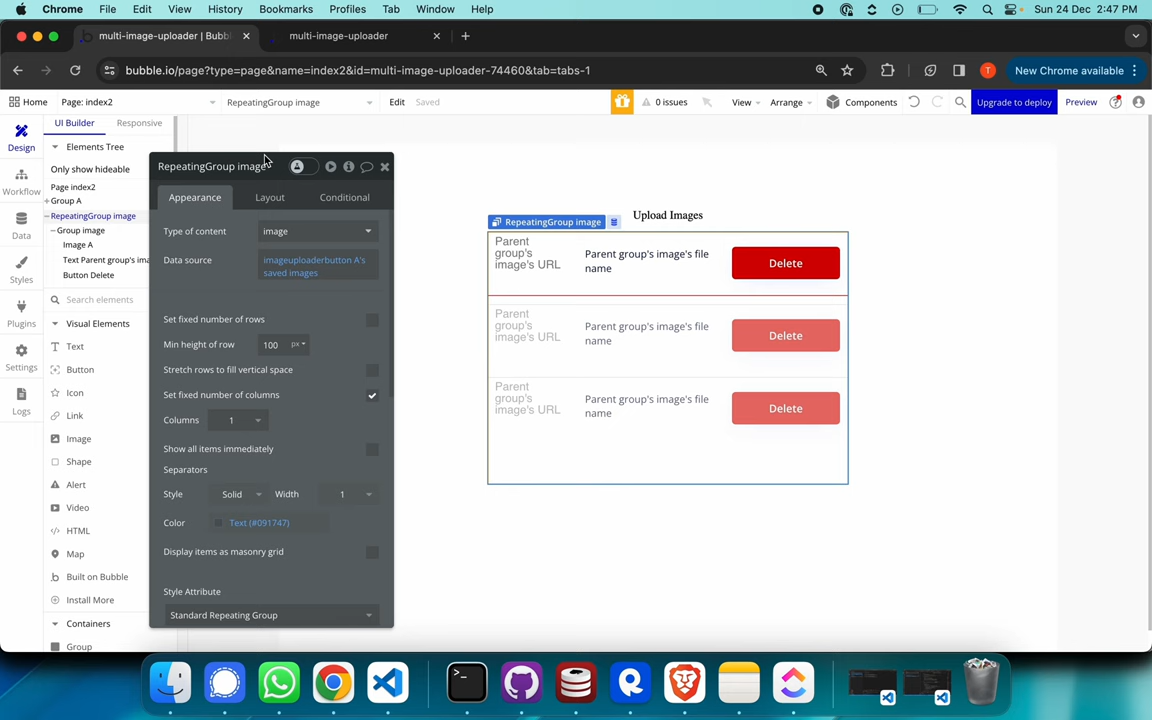 Chrome File Edit View History Bookmarks Profiles Tab Window Help Sun 24 Dec 2:47 PM
multi-image-uploader | Bubbl multi-image-uploader
bubble.io/page?type=page&name=index2&id=multi-image-uploader-74460&tab=tabs-1 T New Chrome available
Home Page: index2 RepeatingGroup image Edit Saved 0 issues View Arrange Components Upgrade to deploy Preview
Design
Workflow
Data
Styles
Plugins
Settings
Logs
UI Builder Responsive
Elements Tree
Only show hideable
Page index2
Group A
RepeatingGroup image
Group image
Image A
Text Parent group's ima
Button Delete
Search elements
Visual Elements
Text
Button
Icon
Link
Image
Shape
Alert
Video
HTML
Map
Built on Bubble
Install More
Containers
Group
RepeatingGroup image
Appearance Layout Conditional
Type of content image
Data source imageuploaderbutton A's
saved images
Set fixed number of rows
Min height of row 100 px
Stretch rows to fill vertical space
Set fixed number of columns
Columns 1
Show all items immediately
Separators
Style Solid Width 1
Color Text (#091747)
Display items as masonry grid
Style Attribute
Standard Repeating Group
Upload Images
RepeatingGroup image
Parent
group's
image's URL
Parent group's image's file
name
Delete
Parent
group's
image's URL
Parent group's image's file
name
Delete
Parent
group's
image's URL
Parent group's image's file
name
Delete